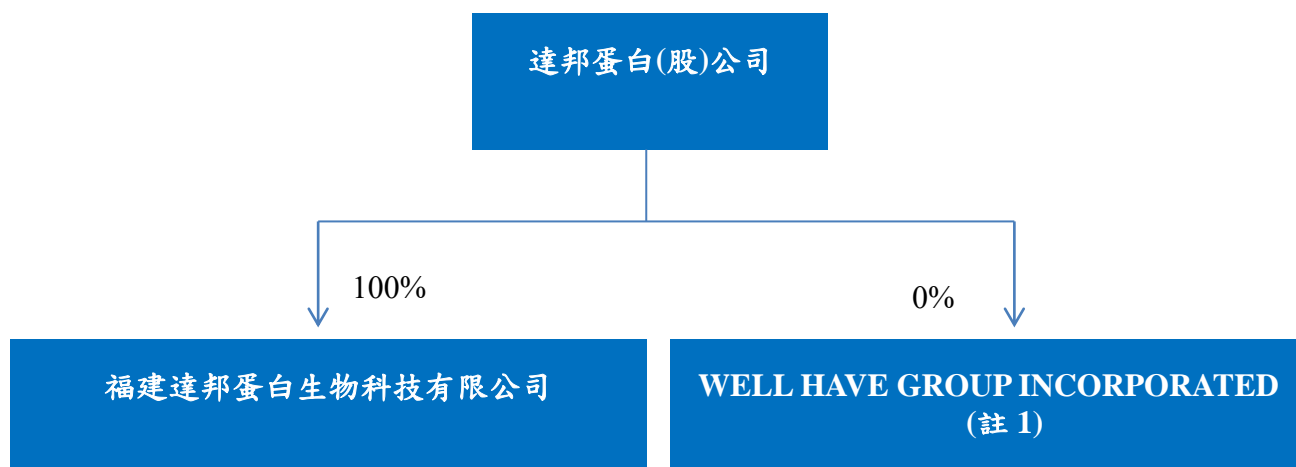 達邦蛋白(股)公司
100%
0%
福建達邦蛋白生物科技有限公司
WELL HAVE GROUP INCORPORATED
(註 1)